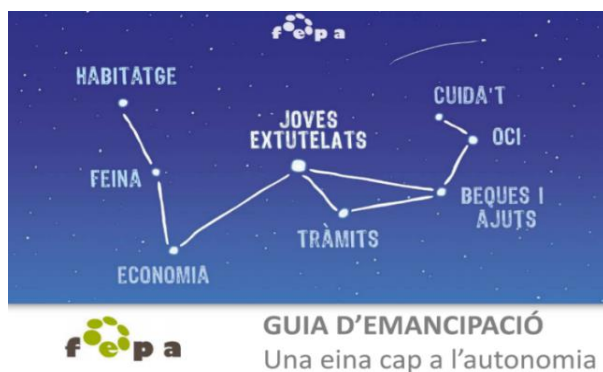 fepa
HABITATGE
CUIDA'T
JOVES
EXTUTELATS
OCI
FEINA
BEQUES I
AJUTS
TRÀMITS
ECONOMIA
fepa
GUIA D'EMANCIPACIÓ
Una eina cap a l'autonomia